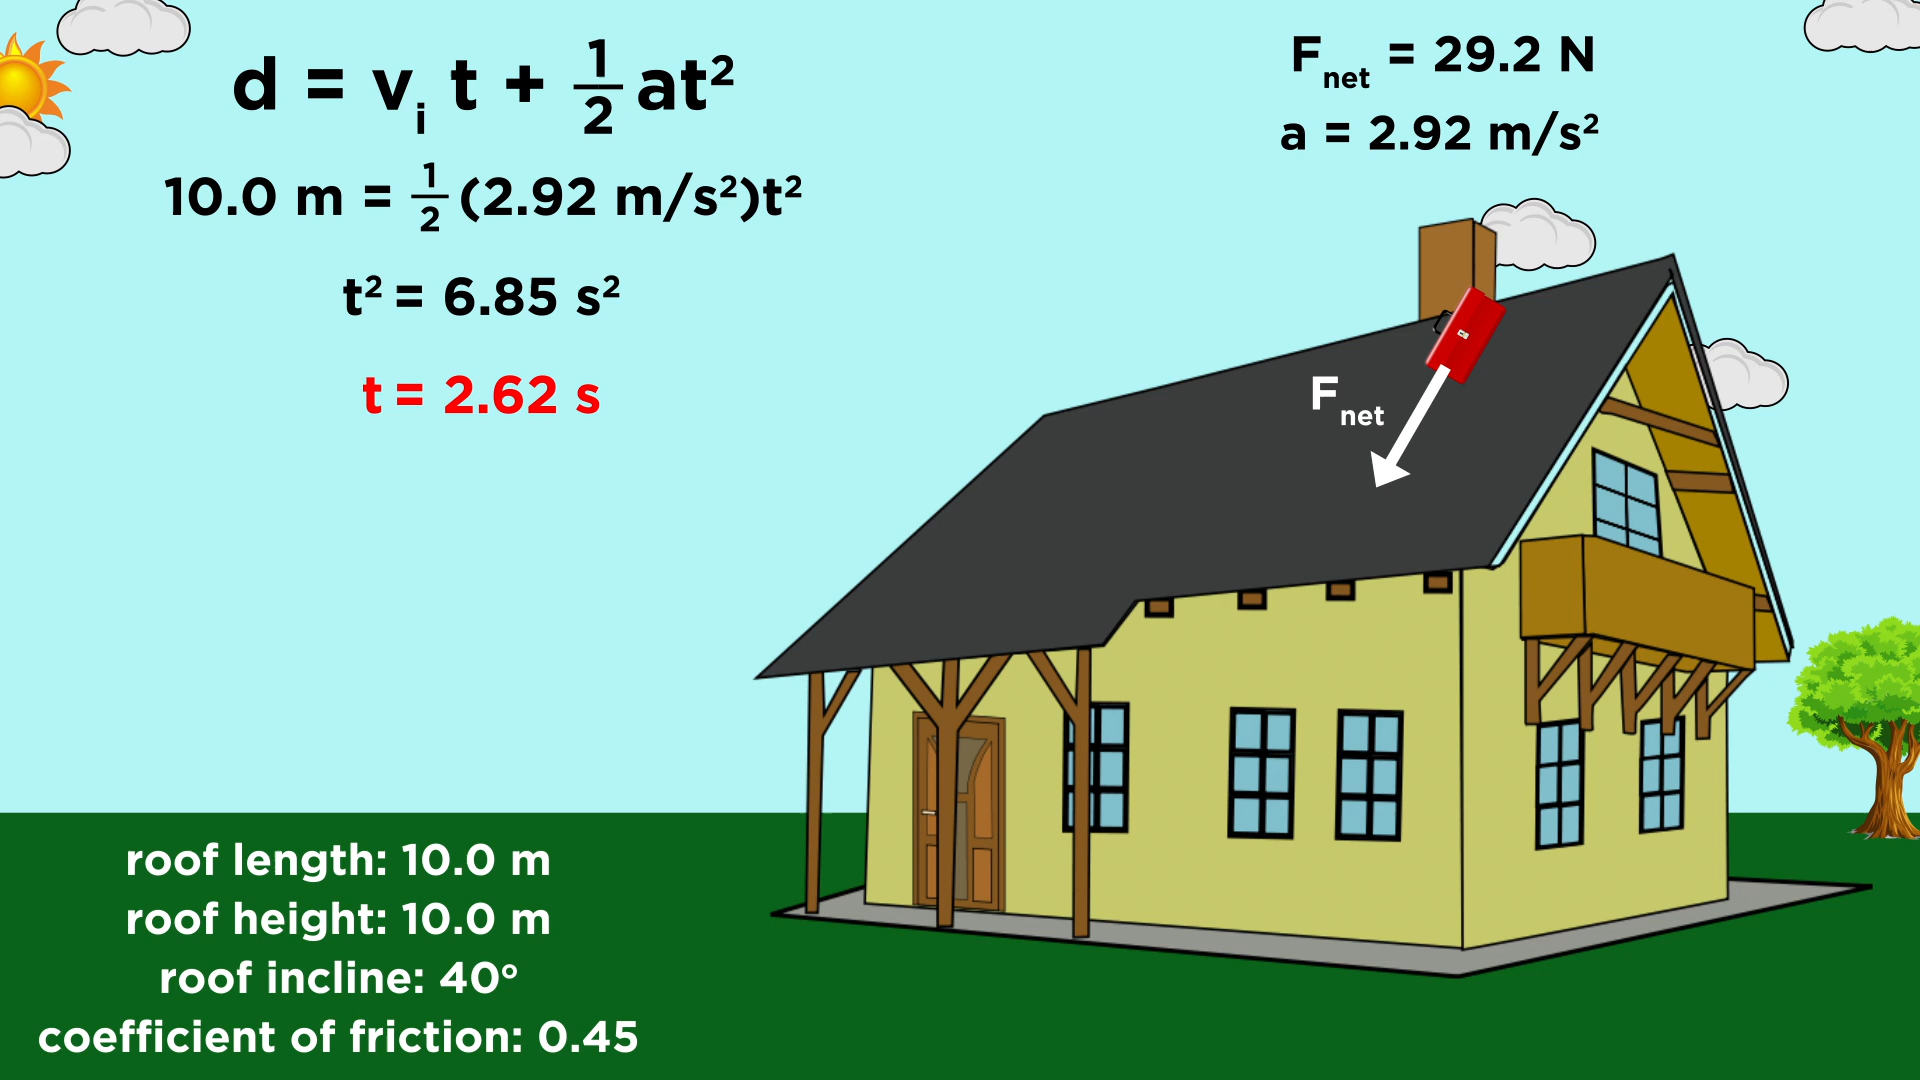 d = vᵢ t + ½ at²
10.0 m = ½ (2.92 m/s²)t²
t² = 6.85 s²
t = 2.62 s
Fnet = 29.2 N
a = 2.92 m/s²
Fnet
roof length: 10.0 m
roof height: 10.0 m
roof incline: 40°
coefficient of friction: 0.45